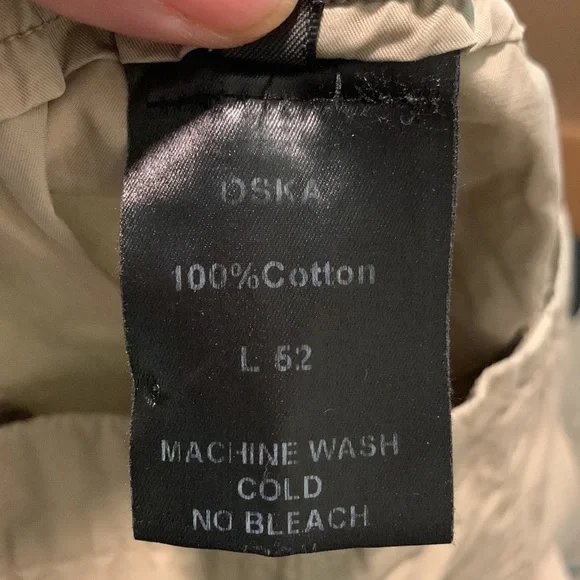 OSKA
100%Cotton
L 52
MACHINE WASH
COLD
NO BLEACH